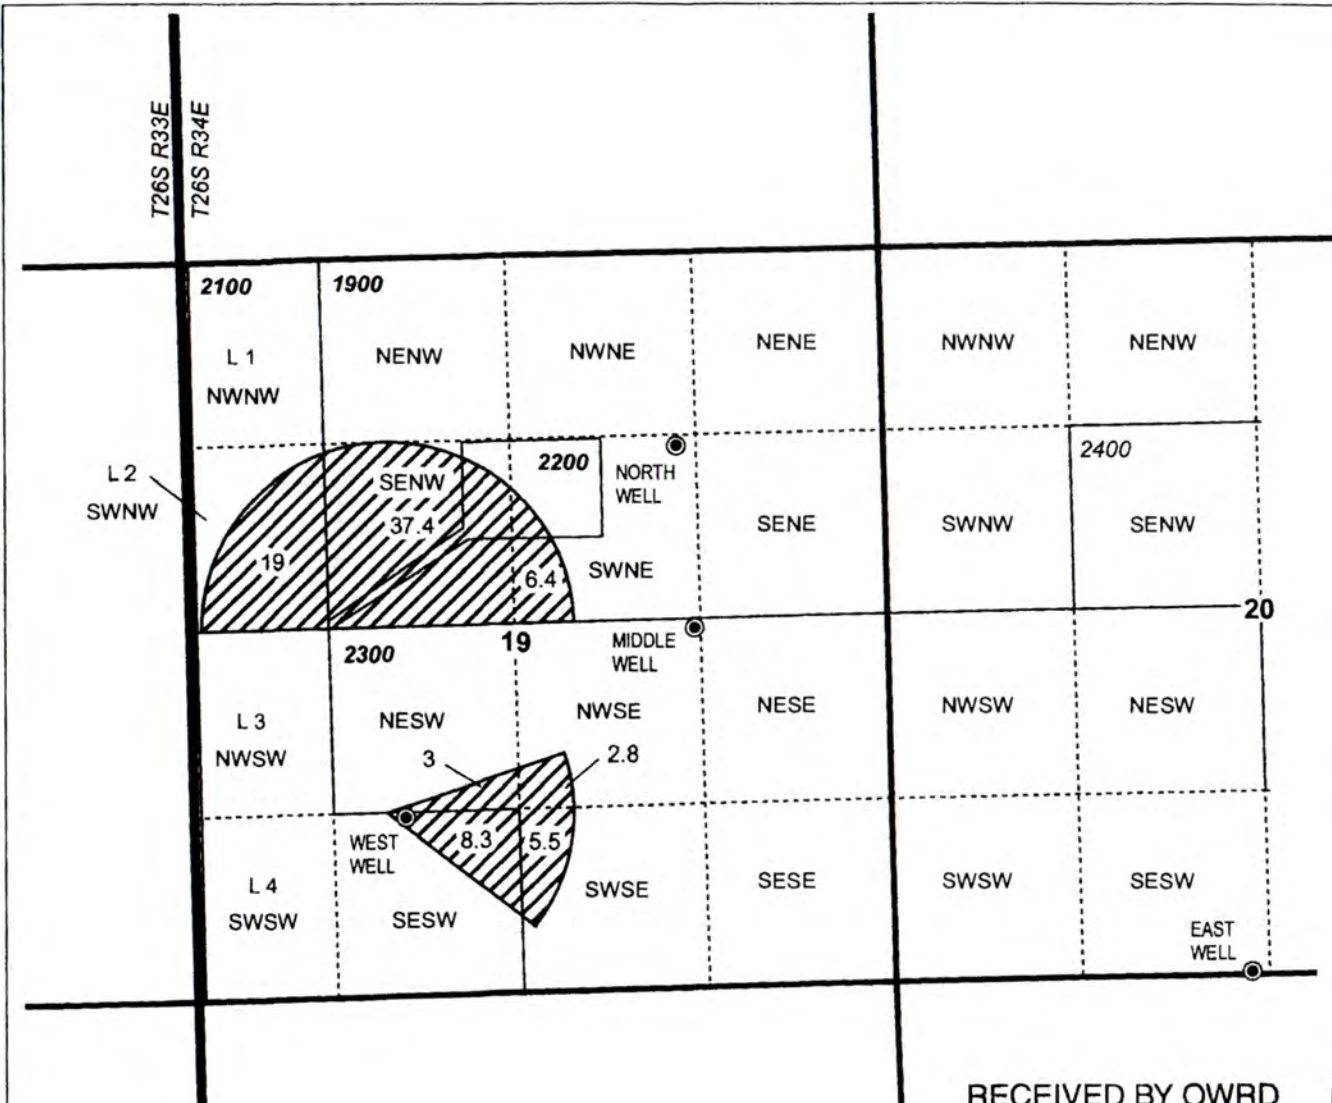 T26S R33E
T26S R34E
2100
1900
L 1
NWNW
NENW
NWNE
NENE
NWNW
NENW
L 2
SWNW
SENW
37.4
19
2200
NORTH
WELL
6.4
SWNE
SENE
SWNW
2400
SENW
20
2300
19
MIDDLE
WELL
L 3
NWSW
NESW
NWSE
NESE
NWSW
NESW
3
2.8
WEST
WELL
8.3
5.5
L 4
SWSW
SESW
SWSE
SESE
SWSW
SESW
EAST
WELL
RECEIVED BY OWRD